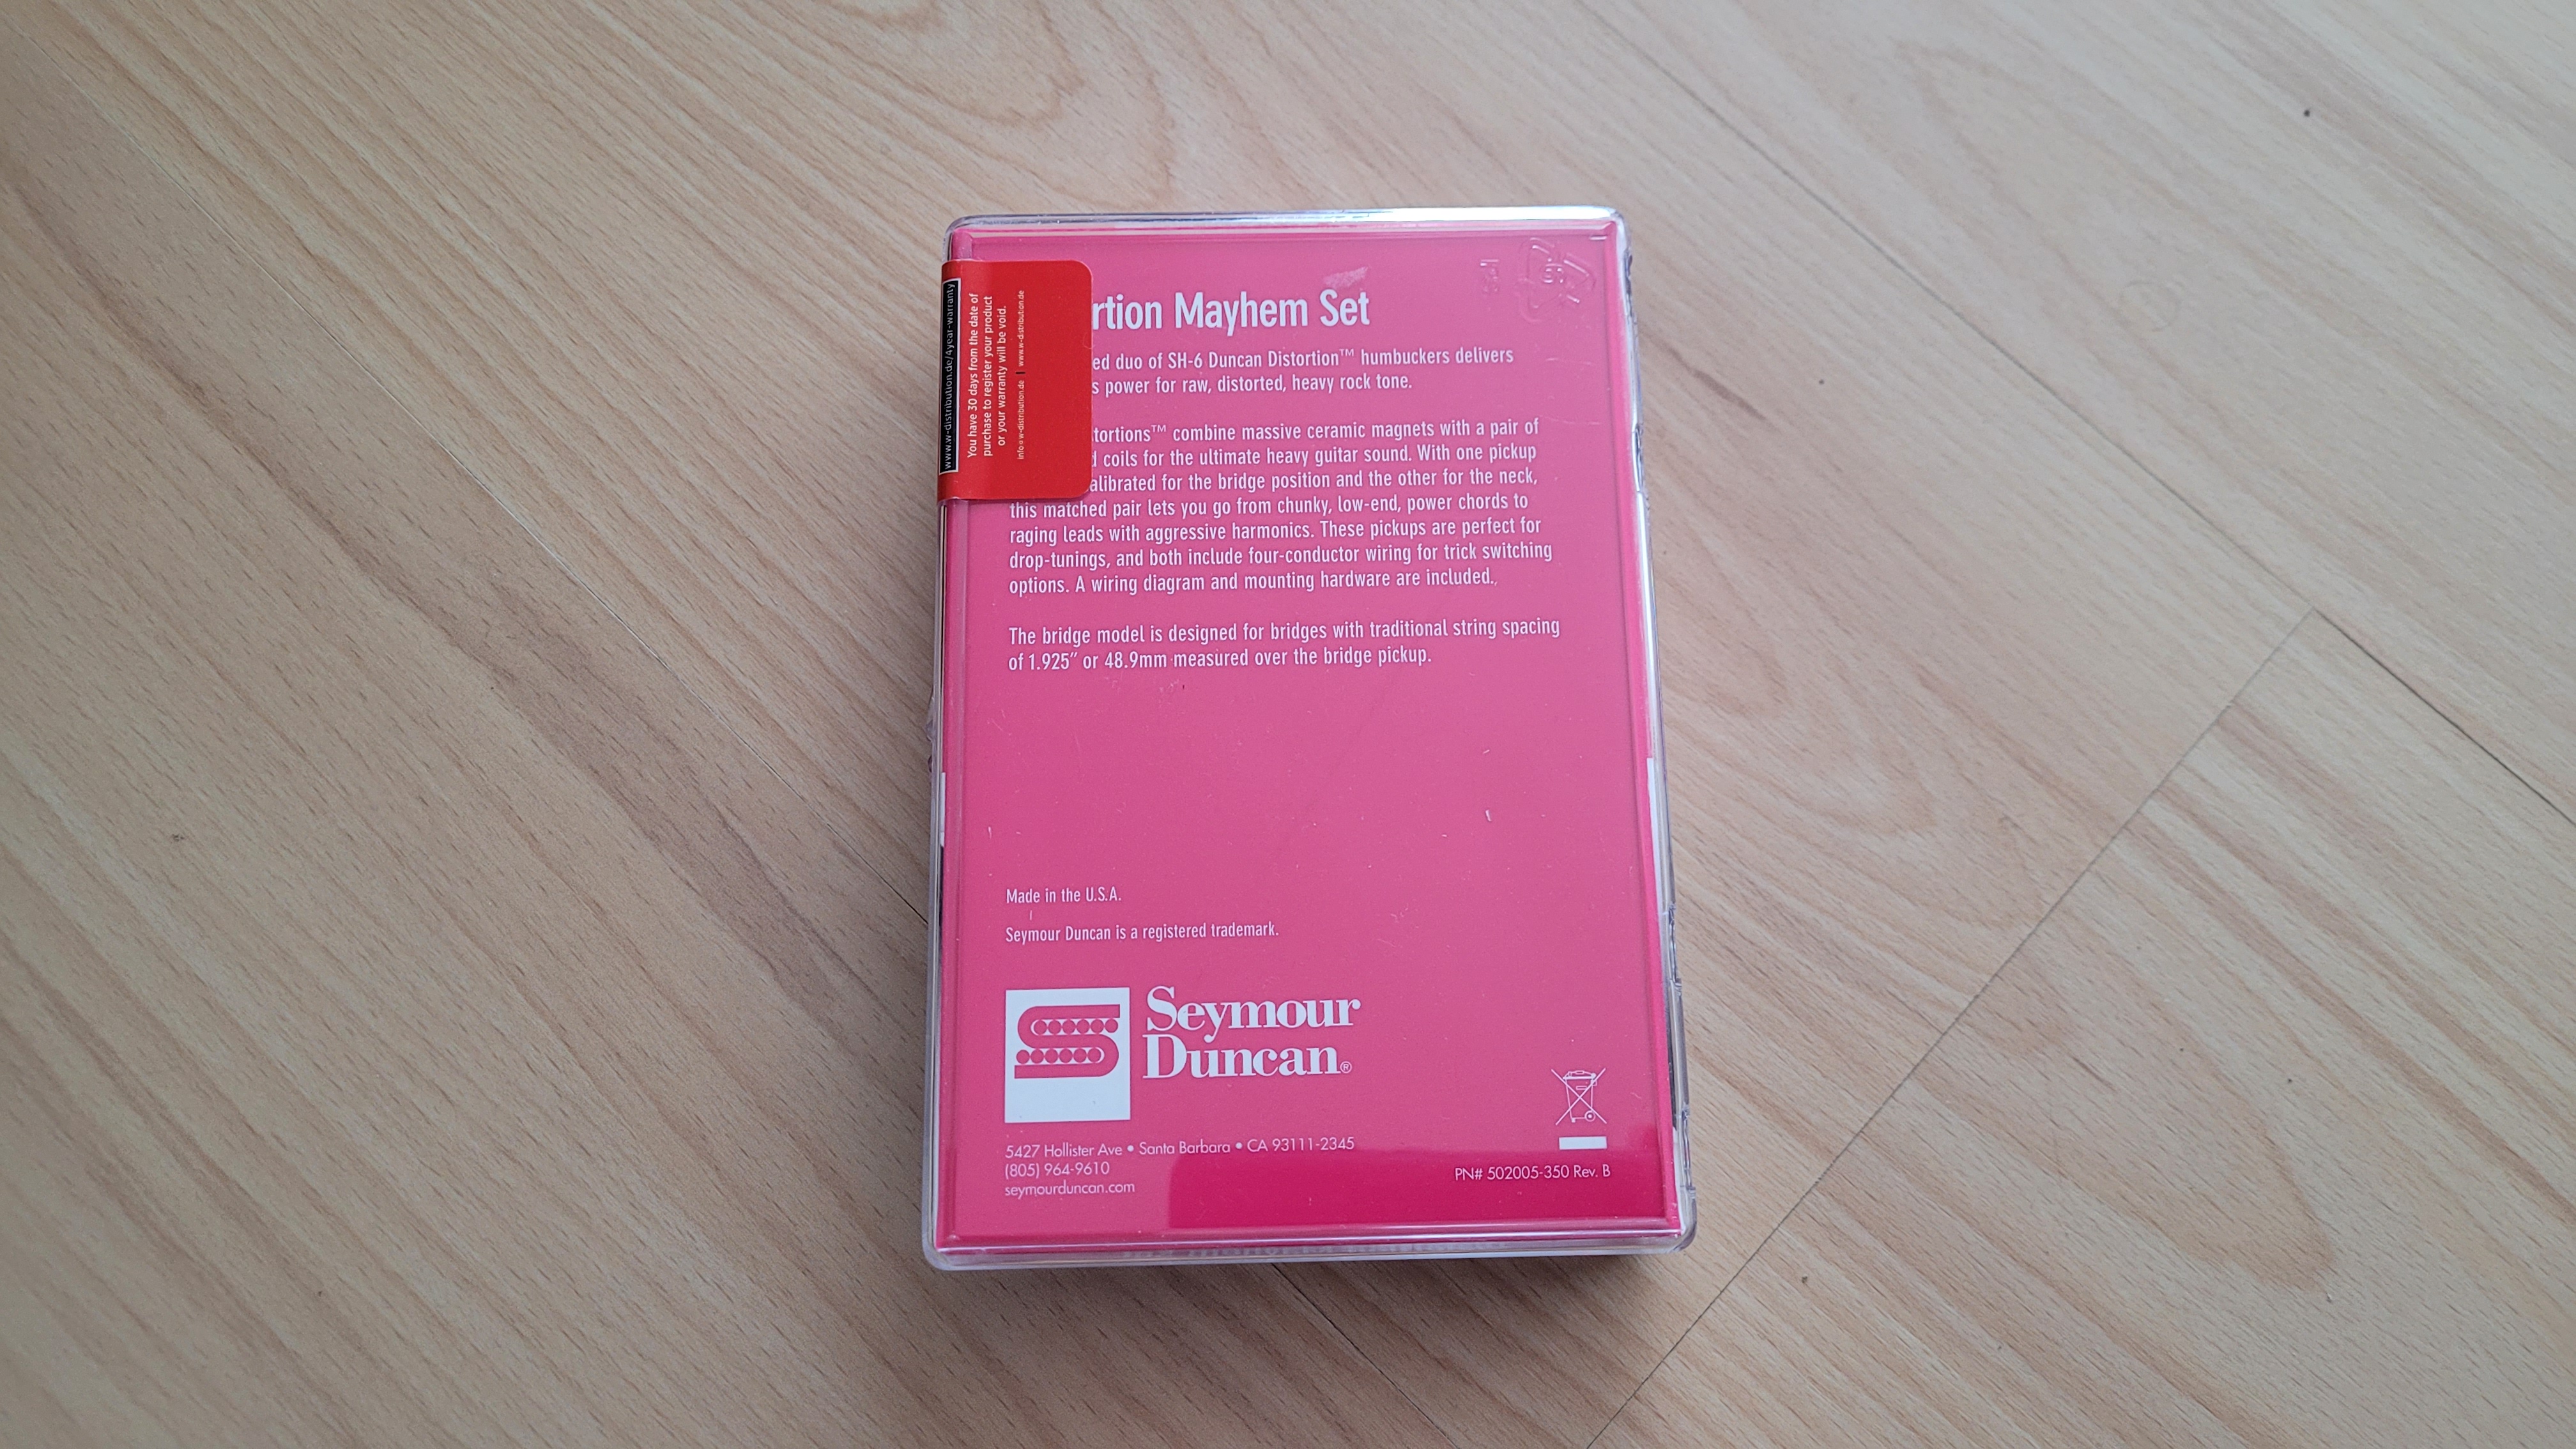 www.w-distribution.de/4year-warranty
You have 30 days from the date of
purchase to register your product
or your warranty will be void.
info@w-distribution.de | www.w-distribution.de
rtion Mayhem Set
ed duo of SH-6 Duncan Distortion™ humbuckers delivers
s power for raw, distorted, heavy rock tone.
tortions™ combine massive ceramic magnets with a pair of
d coils for the ultimate heavy guitar sound. With one pickup
alibrated for the bridge position and the other for the neck,
this matched pair lets you go from chunky, low-end, power chords to
raging leads with aggressive harmonics. These pickups are perfect for
drop-tunings, and both include four-conductor wiring for trick switching
options. A wiring diagram and mounting hardware are included.
The bridge model is designed for bridges with traditional string spacing
of 1.925” or 48.9mm measured over the bridge pickup.
Made in the U.S.A.
Seymour Duncan is a registered trademark.
Seymour
Duncan®
5427 Hollister Ave • Santa Barbara • CA 93111-2345
(805) 964-9610
seymourduncan.com
PN# 502005-350 Rev. B